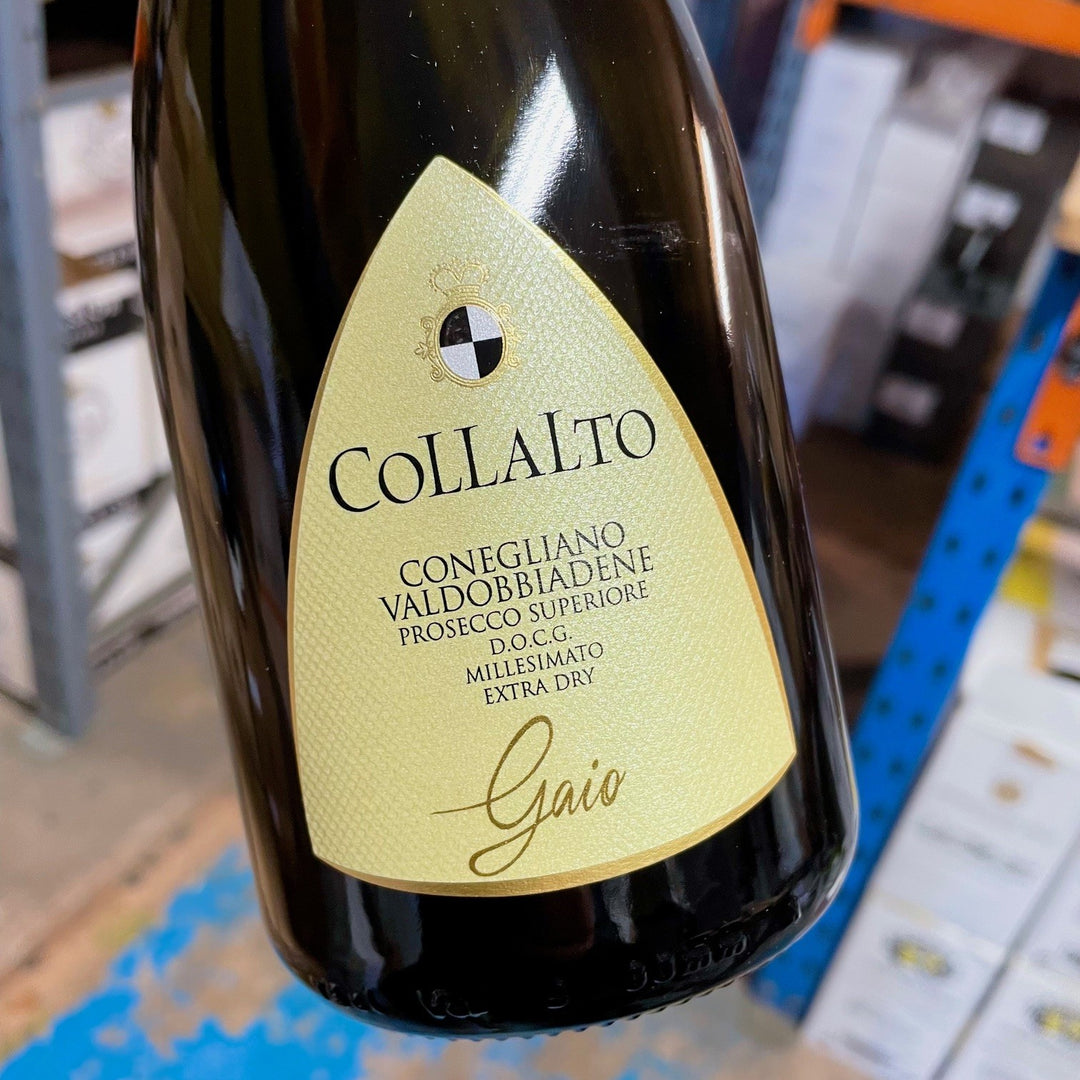 COLLALTO
CONEGLIANO
VALDOBBIADENE
PROSECCO SUPERIORE
D.O.C.G.
MILLESIMATO
EXTRA DRY
Gaio